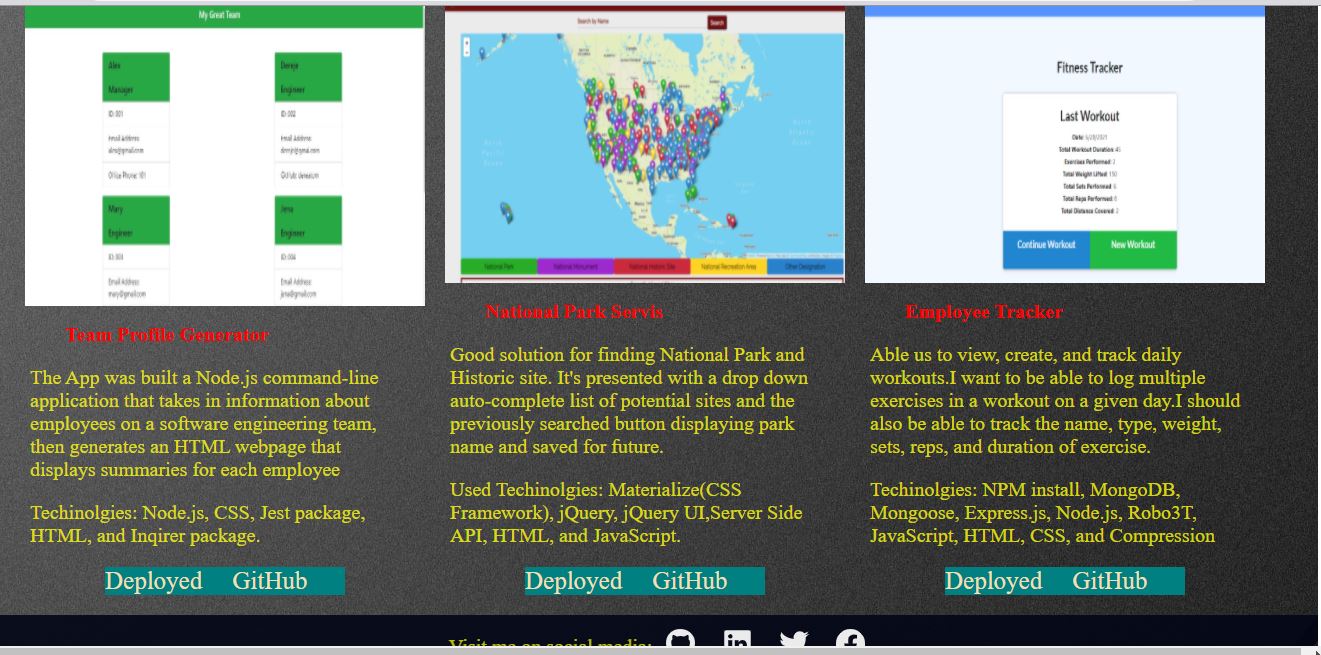 My Great Team
Alex
Manager
ID: 001
Email Address:
alex@gmail.com
Office Phone: 101
Dereje
Engineer
ID: 002
Email Address:
GitHub:
Mary
Engineer
ID: 003
Email Address:
mary@gmail.com
Jena
Engineer
ID: 004
Email Address:
jena@gmail.com
Team Profile Generator
The App was built a Node.js command-line
application that takes in information about
employees on a software engineering team,
then generates an HTML webpage that
displays summaries for each employee
Techinolgies: Node.js, CSS, Jest package,
HTML, and Inqirer package.
Deployed GitHub
Search by Name
Search
National Park
National Monument
National Historic Site
National Recreation Area
Other Designation
National Park Servis
Good solution for finding National Park and
Historic site. It's presented with a drop down
auto-complete list of potential sites and the
previously searched button displaying park
name and saved for future.
Used Techinolgies: Materialize(CSS
Framework), jQuery, jQuery UI,Server Side
API, HTML, and JavaScript.
Deployed GitHub
Fitness Tracker
Last Workout
Date: 5/23/2021
Total Workout Duration: 45
Exercises Performed: 2
Total Weight Lifted: 150
Total Sets Performed: 6
Total Reps Performed: 6
Total Distance Covered: 2
Continue Workout
New Workout
Employee Tracker
Able us to view, create, and track daily
workouts.I want to be able to log multiple
exercises in a workout on a given day.I should
also be able to track the name, type, weight,
sets, reps, and duration of exercise.
Techinolgies: NPM install, MongoDB,
Mongoose, Express.js, Node.js, Robo3T,
JavaScript, HTML, CSS, and Compression
Deployed GitHub
Visit me on social media: